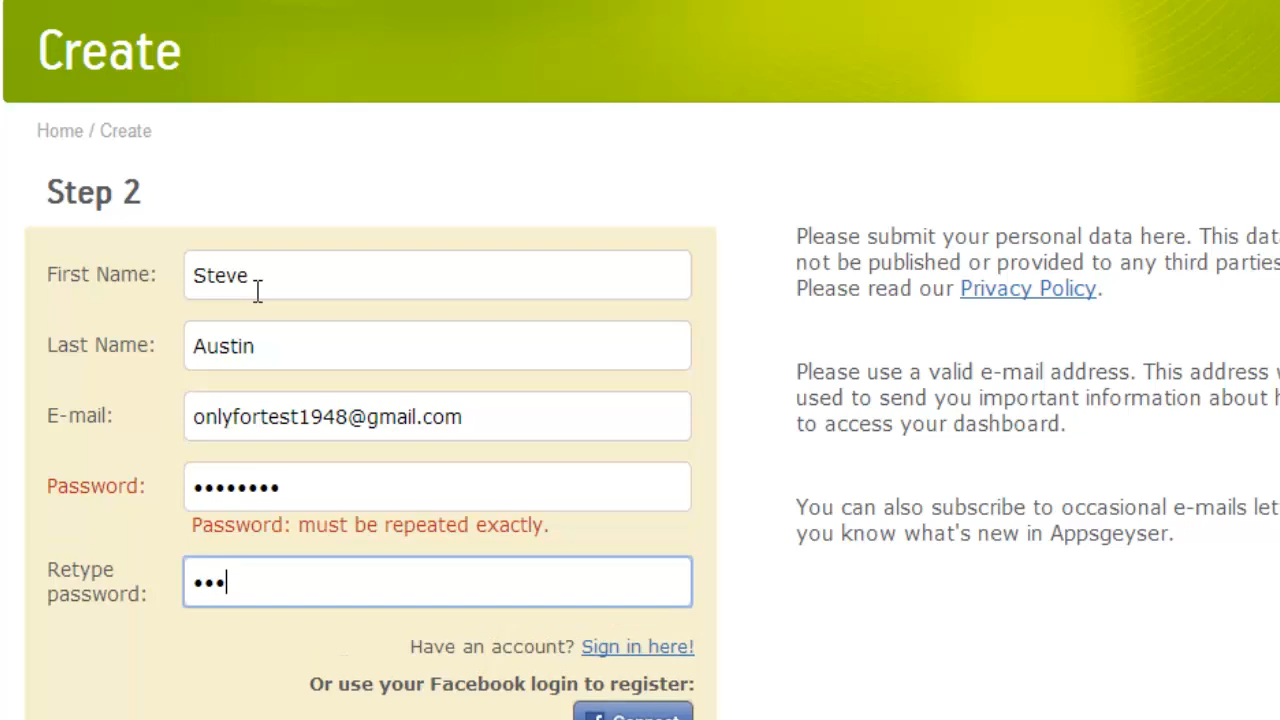 Create
Home / Create
Step 2
First Name: Steve
Last Name: Austin
E-mail: onlyfortest1948@gmail.com
Password: ••••••••
Password: must be repeated exactly.
Retype
password: •••
Have an account? Sign in here!
Or use your Facebook login to register:
f Connect
Please submit your personal data here. This dat
not be published or provided to any third parties
Please read our Privacy Policy.
Please use a valid e-mail address. This address
used to send you important information about h
to access your dashboard.
You can also subscribe to occasional e-mails let
you know what's new in Appsgeyser.